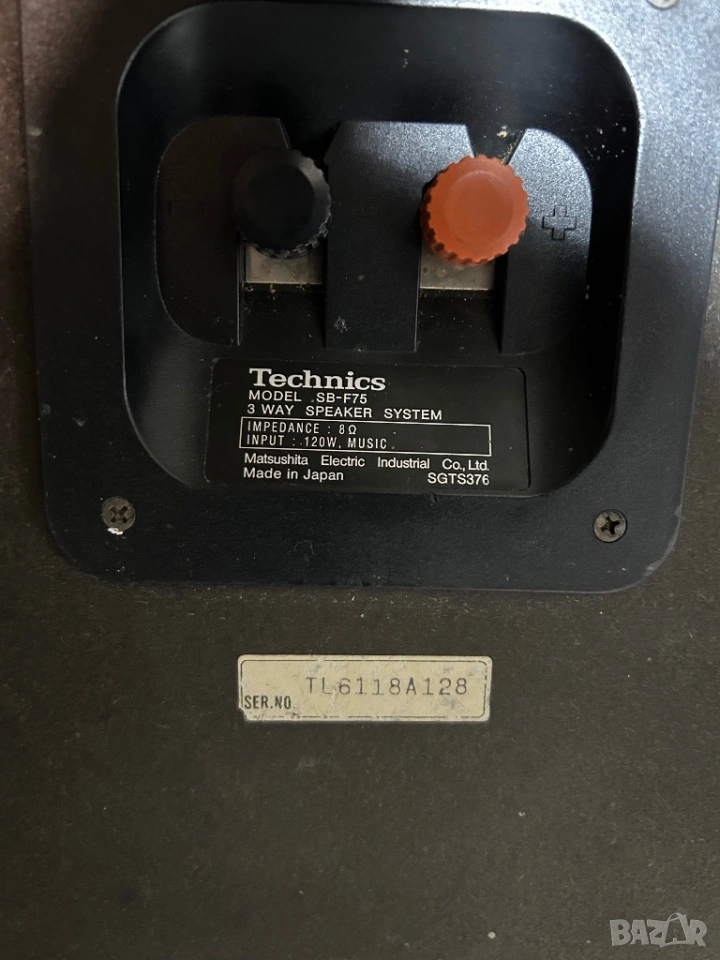 Technics
MODEL SB-F75
3 WAY SPEAKER SYSTEM
IMPEDANCE : 8Ω
INPUT : 120W, MUSIC
Matsushita Electric Industrial Co., Ltd.
Made in Japan SGTS376
SER.NO. TL6118A128
BAZAR